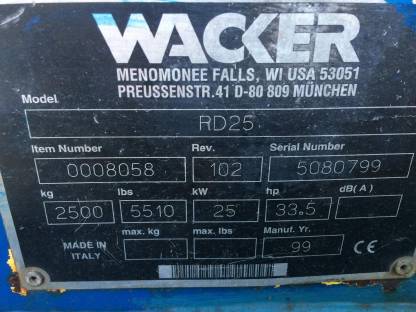 WACKER
MENOMONEE FALLS, WI USA 53051
PREUSSENSTR.41 D-80 809 MÜNCHEN
Model
RD25
Item Number Rev. Serial Number
0008058 102 5080799
kg lbs kW hp dB(A)
2500 5510 25 33.5
MADE IN ITALY max. kg max. lbs Manuf. Yr.
99 CE